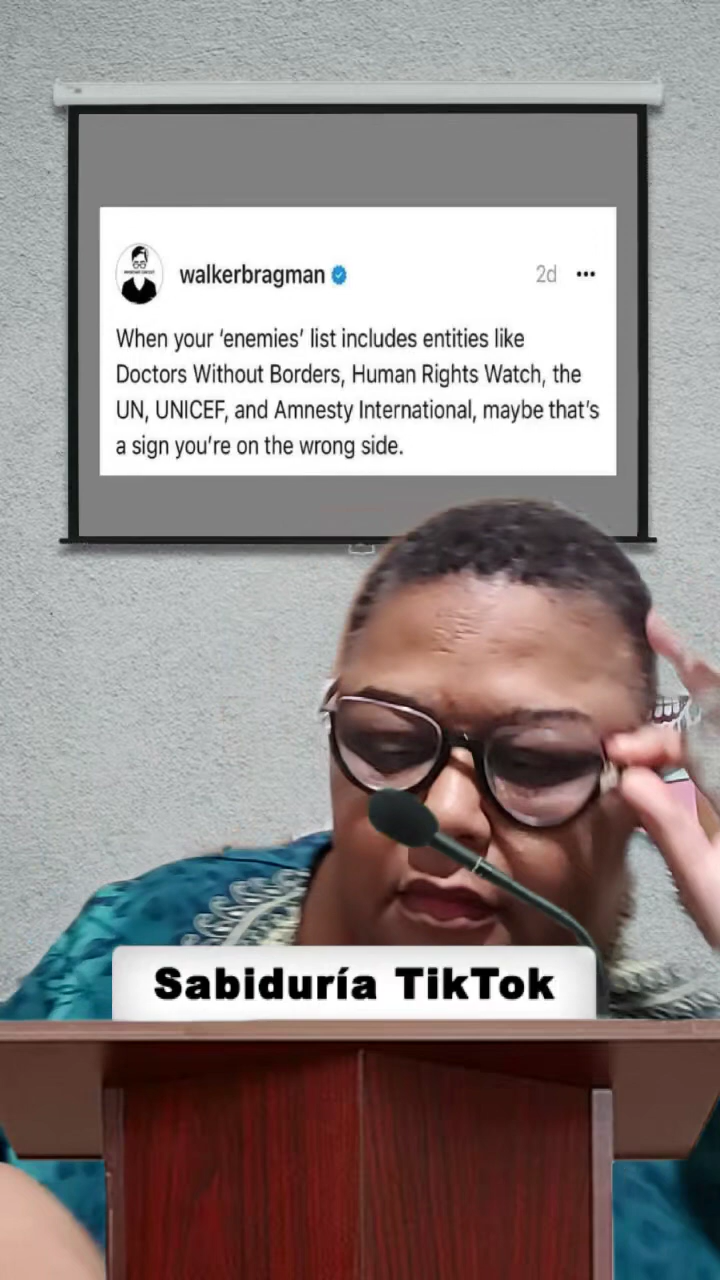 walkerbragman 2d
When your ‘enemies’ list includes entities like
Doctors Without Borders, Human Rights Watch, the
UN, UNICEF, and Amnesty International, maybe that’s
a sign you’re on the wrong side.
Sabiduría TikTok